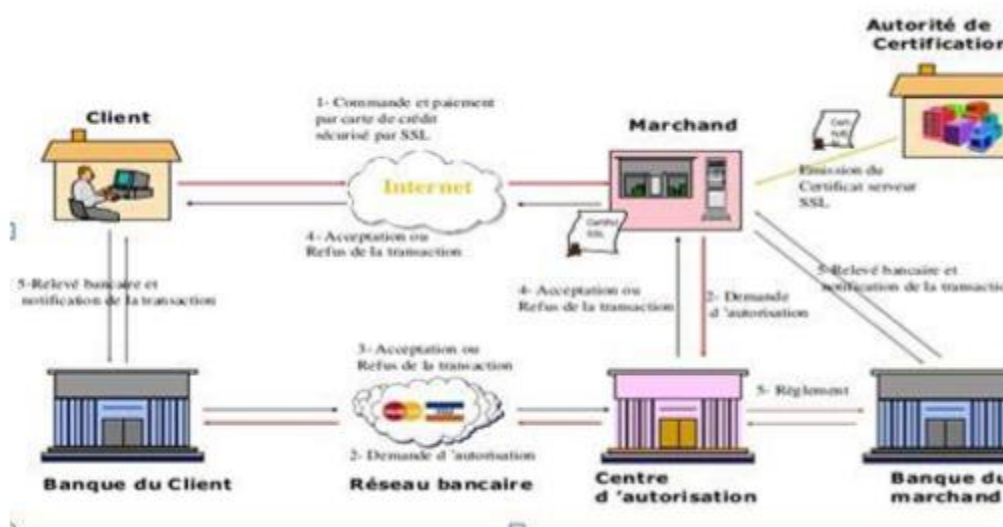 Autorité de
Certification
Client
1- Commande et paiement
par carte de crédit
sécurisé par SSL
Marchand
Internet
Emission du
Certificat serveur
SSL
4- Acceptation ou
Refus de la transaction
5-Relevé bancaire et
notification de la transaction
4- Acceptation ou
Refus de la transaction
2- Demande
d 'autorisation
5-Relevé bancaire et
notification de la transaction
3- Acceptation ou
Refus de la transaction
5- Règlement
2- Demande d 'autorisation
Banque du Client
Réseau bancaire
Centre
d 'autorisation
Banque du
marchand